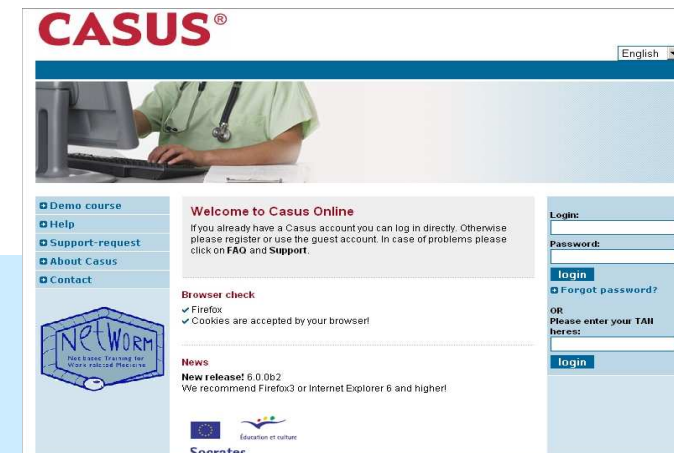 CASUS®
English
Demo course
Help
Support-request
About Casus
Contact
NetWoRM
Net based Training for
Work related Medicine
Welcome to Casus Online
If you already have a Casus account you can log in directly. Otherwise
please register or use the guest account. In case of problems please
click on FAQ and Support.
Browser check
Firefox
Cookies are accepted by your browser!
News
New release! 6.0.0b2
We recommend Firefox3 or Internet Explorer 6 and higher!
Éducation et culture
Socrates
Login:
Password:
login
Forgot password?
OR
Please enter your TAN
heres:
login